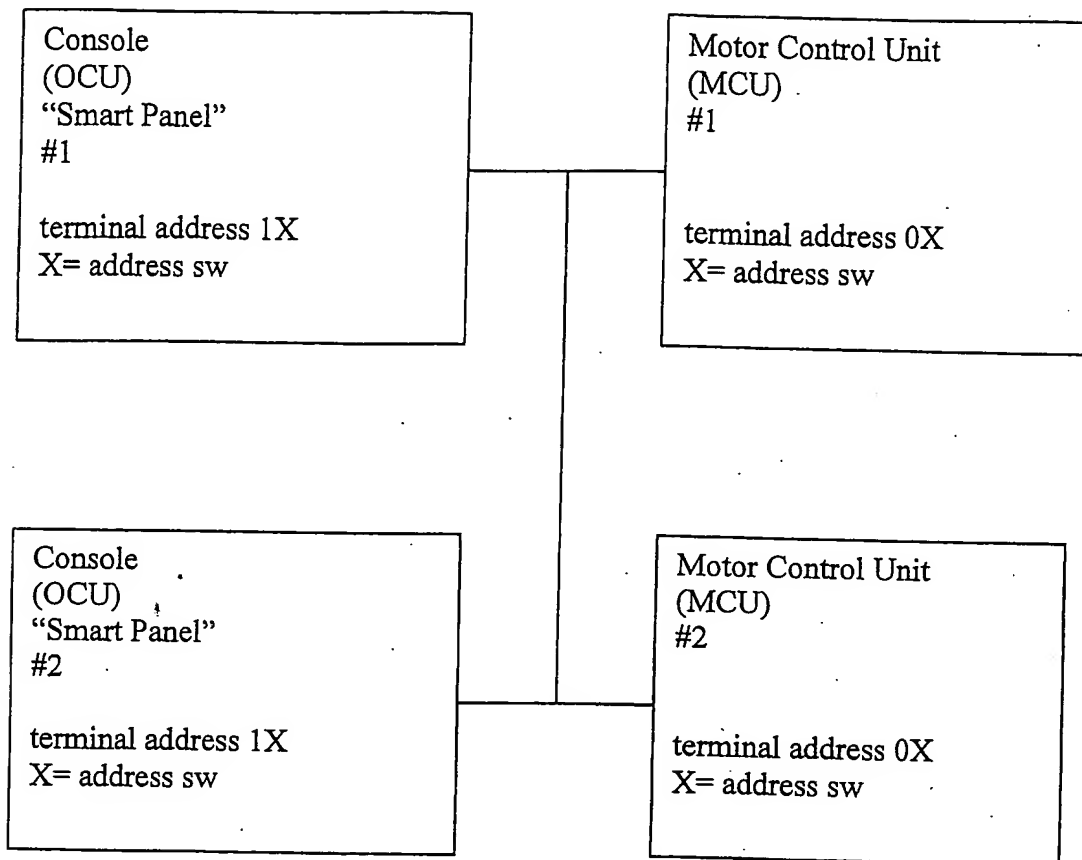 Console
(OCU)
“Smart Panel”
#1
terminal address 1X
X= address sw
Motor Control Unit
(MCU)
#1
terminal address 0X
X= address sw
Console
(OCU)
“Smart Panel”
#2
terminal address 1X
X= address sw
Motor Control Unit
(MCU)
#2
terminal address 0X
X= address sw